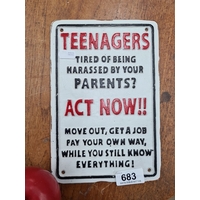 TEENAGERS
TIRED OF BEING
HARASSED BY YOUR
PARENTS?
ACT NOW!!
MOVE OUT, GET A JOB
PAY YOUR OWN WAY,
WHILE YOU STILL KNOW
EVERYTHING!
683